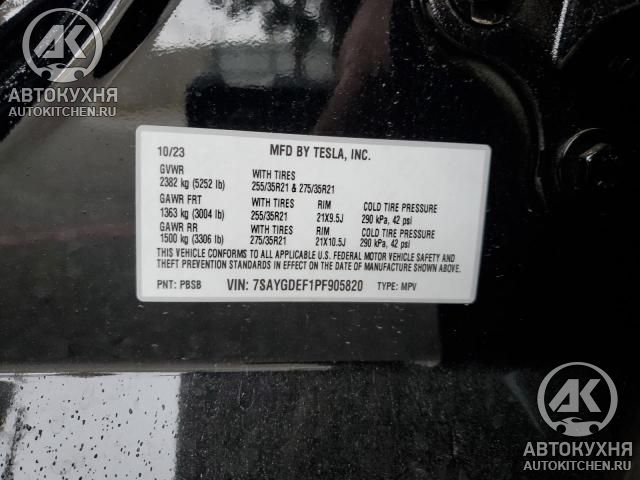 АК
АВТОКУХНЯ
AUTOKITCHEN.RU
10/23 MFD BY TESLA, INC.
GVWR WITH TIRES
2382 kg (5252 lb) 255/35R21 & 275/35R21
GAWR FRT WITH TIRES RIM COLD TIRE PRESSURE
1363 kg (3004 lb) 255/35R21 21X9.5J 290 kPa, 42 psi
GAWR RR WITH TIRES RIM COLD TIRE PRESSURE
1500 kg (3306 lb) 275/35R21 21X10.5J 290 kPa, 42 psi
THIS VEHICLE CONFORMS TO ALL APPLICABLE U.S. FEDERAL MOTOR VEHICLE SAFETY AND
THEFT PREVENTION STANDARDS IN EFFECT ON THE DATE OF MANUFACTURE SHOWN ABOVE.
PNT: PBSB VIN: 7SAYGDEF1PF905820 TYPE: MPV
АК
АВТОКУХНЯ
AUTOKITCHEN.RU